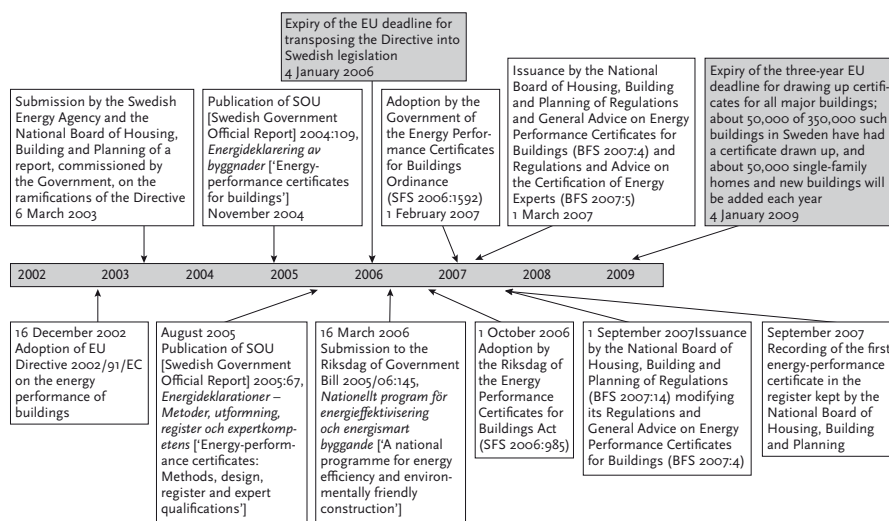 Expiry of the EU deadline for
transposing the Directive into
Swedish legislation
4 January 2006
Submission by the Swedish
Energy Agency and the
National Board of Housing,
Building and Planning of a
report, commissioned by
the Government, on the
ramifications of the Directive
6 March 2003
Publication of SOU
[Swedish Government
Official Report] 2004:109,
Energideklarering av
byggnader ['Energy-
performance certificates
for buildings']
November 2004
Adoption by the
Government of
the Energy Perfor-
mance Certificates
for Buildings
Ordinance
(SFS 2006:1592)
1 February 2007
Issuance by the National
Board of Housing, Building
and Planning of Regulations
and General Advice on Energy
Performance Certificates for
Buildings (BFS 2007:4) and
Regulations and Advice on
the Certification of Energy
Experts (BFS 2007:5)
1 March 2007
Expiry of the three-year EU
deadline for drawing up certifi-
cates for all major buildings;
about 50,000 of 350,000 such
buildings in Sweden have had
a certificate drawn up, and
about 50,000 single-family
homes and new buildings will
be added each year
4 January 2009
2002 2003 2004 2005 2006 2007 2008 2009
16 December 2002
Adoption of EU
Directive 2002/91/EC
on the energy
performance of
buildings
August 2005
Publication of SOU
[Swedish Government
Official Report] 2005:67,
Energideklarationer –
Metoder, utformning,
register och expertkomp-
etens ['Energy-perform-
ance certificates:
Methods, design,
register and expert
qualifications']
16 March 2006
Submission to the
Riksdag of Government
Bill 2005/06:145,
Nationellt program för
energieffektivisering
och energismart
byggande ['A national
programme for energy
efficiency and environ-
mentally friendly
construction']
1 October 2006
Adoption by
the Riksdag of
the Energy
Performance
Certificates for
Buildings Act
(SFS 2006:985)
1 September 2007Issuance
by the National Board of
Housing, Building and
Planning of Regulations
(BFS 2007:14) modifying
its Regulations and
General Advice on Energy
Performance Certificates
for Buildings (BFS 2007:4)
September 2007
Recording of the first
energy-performance
certificate in the
register kept by the
National Board of
Housing, Building
and Planning